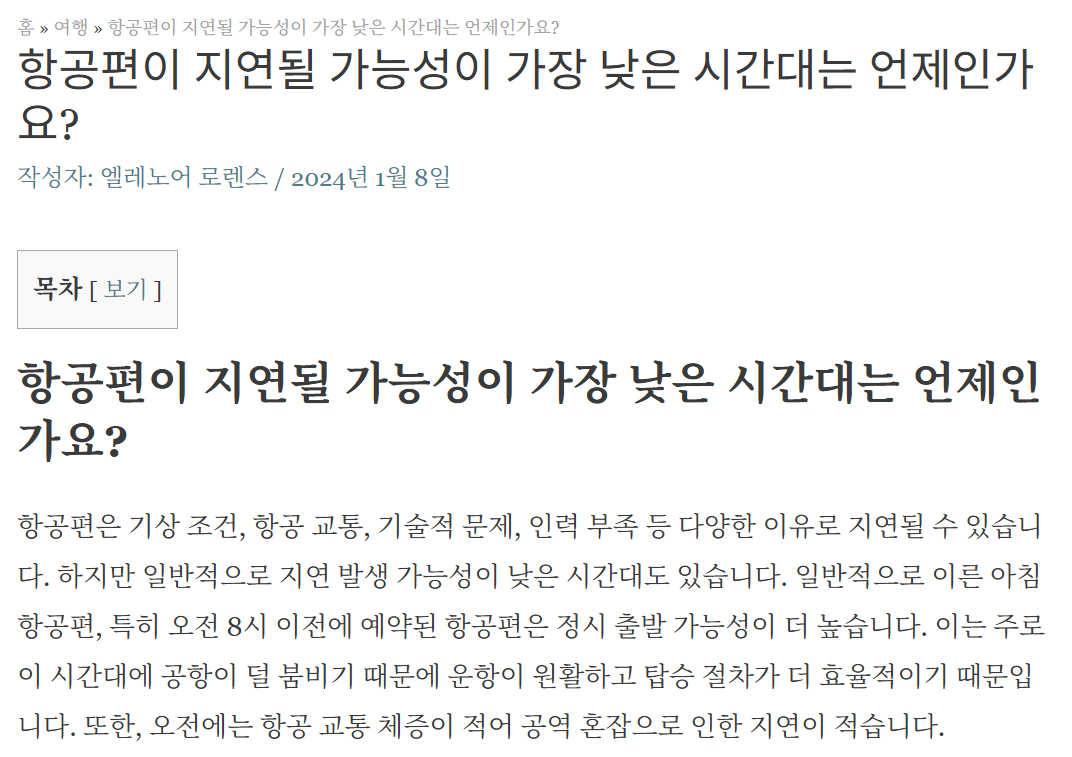 홈 » 여행 » 항공편이 지연될 가능성이 가장 낮은 시간대는 언제인가요?
항공편이 지연될 가능성이 가장 낮은 시간대는 언제인가
요?
작성자: 엘레노어 로렌스 / 2024년 1월 8일
목차 [ 보기 ]
항공편이 지연될 가능성이 가장 낮은 시간대는 언제인
가요?
항공편은 기상 조건, 항공 교통, 기술적 문제, 인력 부족 등 다양한 이유로 지연될 수 있습니
다. 하지만 일반적으로 지연 발생 가능성이 낮은 시간대도 있습니다. 일반적으로 이른 아침
항공편, 특히 오전 8시 이전에 예약된 항공편은 정시 출발 가능성이 더 높습니다. 이는 주로
이 시간대에 공항이 덜 붐비기 때문에 운항이 원활하고 탑승 절차가 더 효율적이기 때문입
니다. 또한, 오전에는 항공 교통 체증이 적어 공역 혼잡으로 인한 지연이 적습니다.